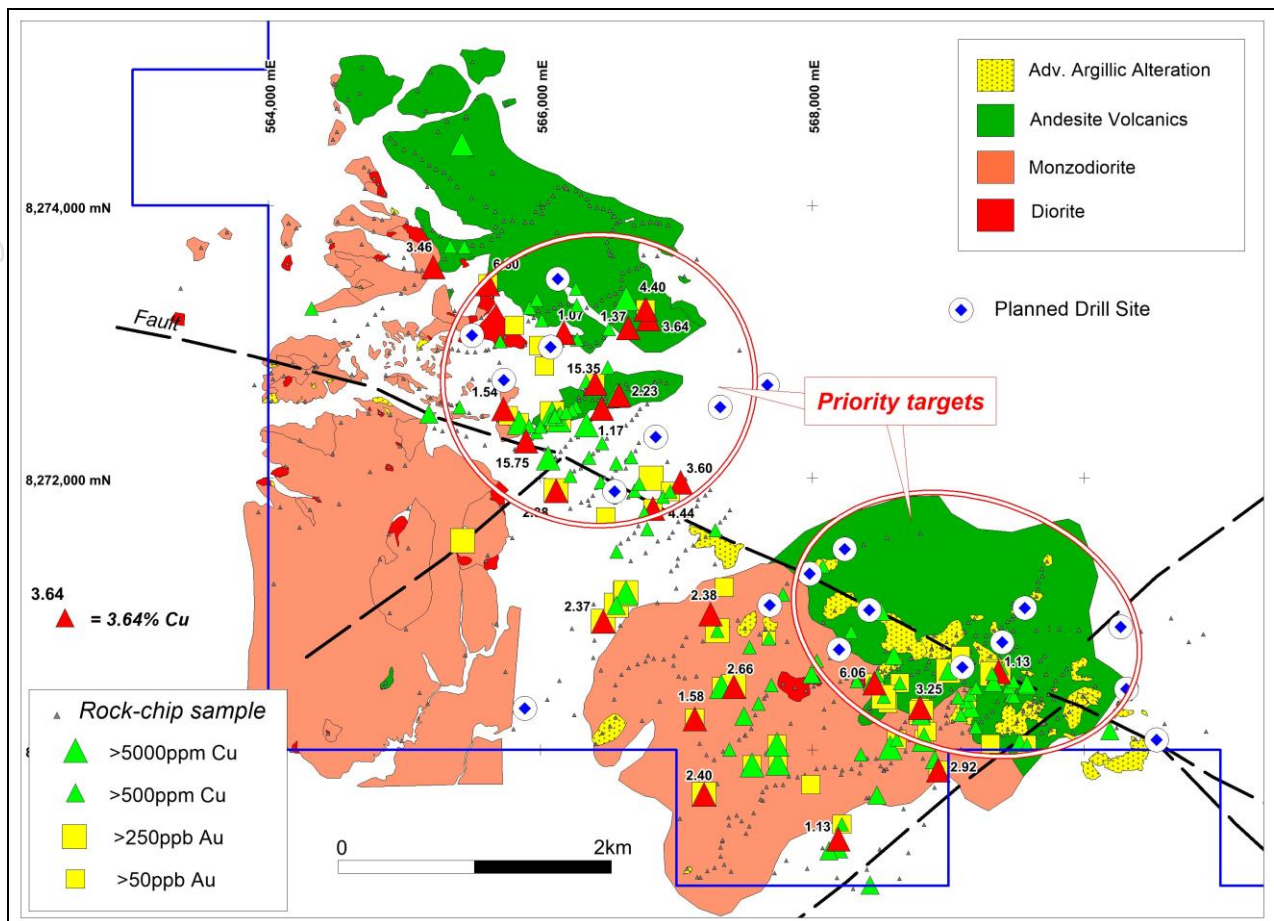 564,000 mE
566,000 mE
568,000 mE
Adv. Argillic Alteration
Andesite Volcanics
Monzodiorite
Diorite
8,274,000 mN
3.46
4.40
Planned Drill Site
1.07
1.37
3.64
Fault
15.35
1.54
2.23
Priority targets
1.17
15.75
3.60
8,272,000 mN
4.44
3.64
= 3.64% Cu
2.37
2.38
2.66
6.06
1.13
3.25
1.58
Rock-chip sample
>5000ppm Cu
>500ppm Cu
>250ppb Au
>50ppb Au
2.92
2.40
1.13
0
2km